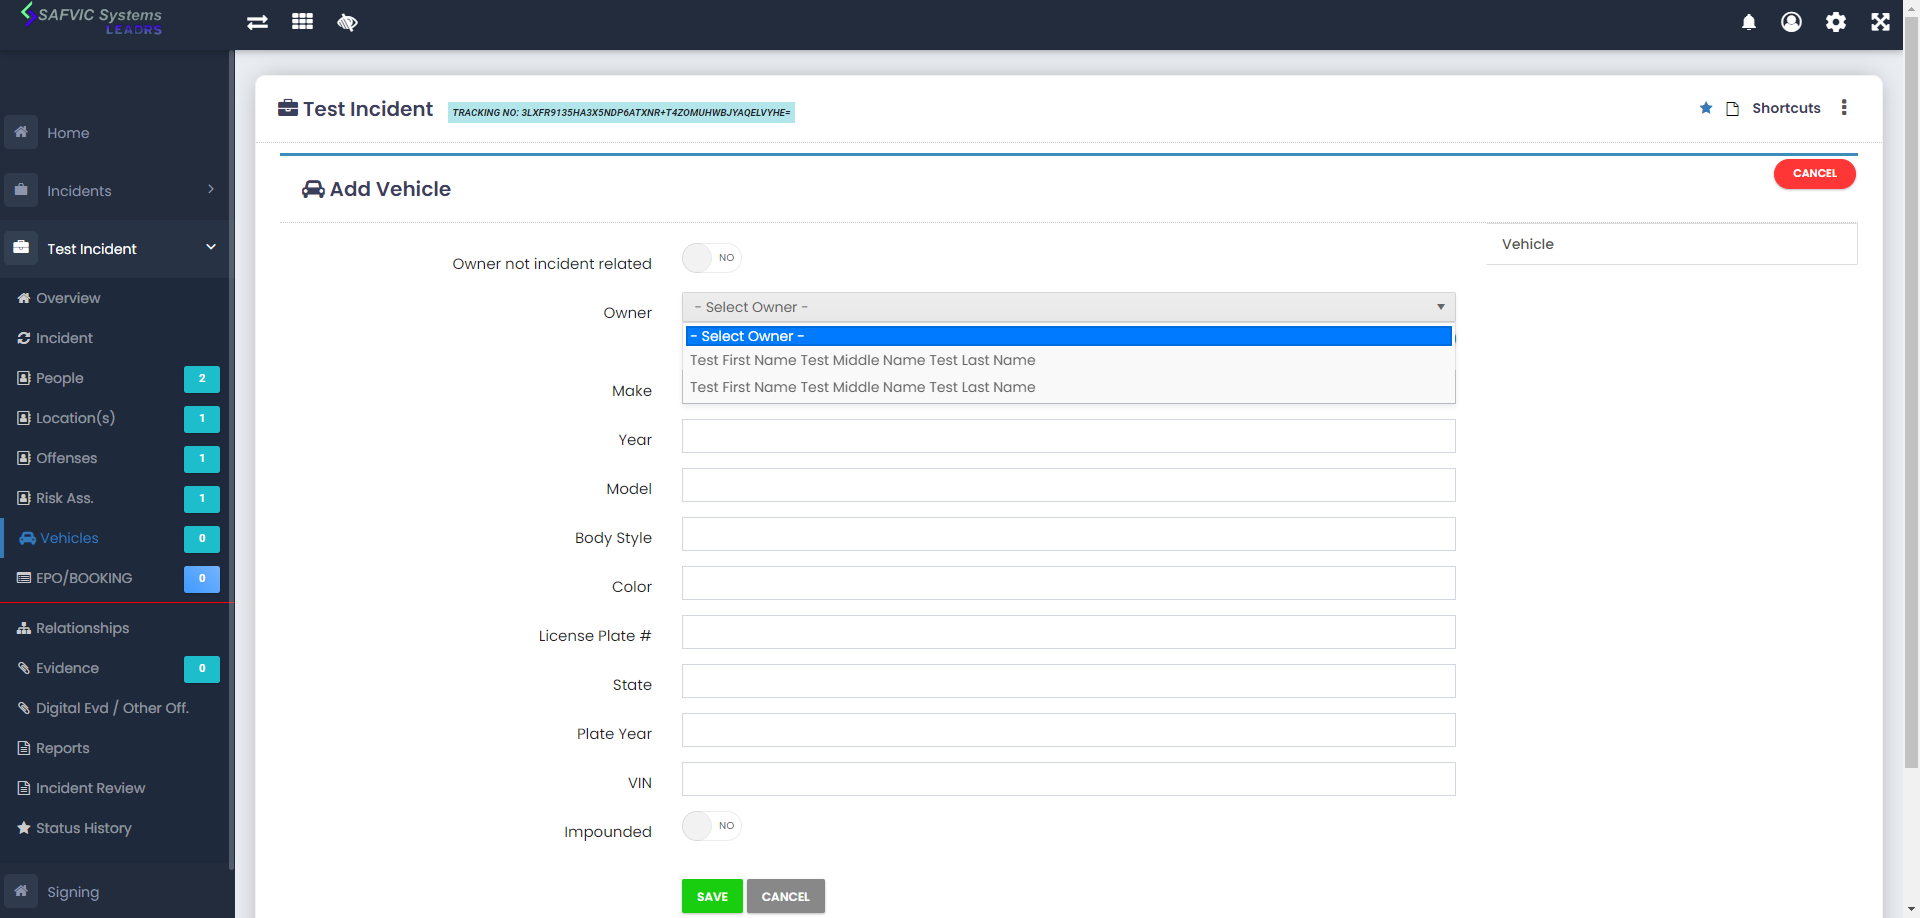 SAFVIC Systems
LEADRS
Home
Incidents
Test Incident
Overview
Incident
People 2
Location(s) 1
Offenses 1
Risk Ass. 1
Vehicles 0
EPO/BOOKING 0
Relationships
Evidence 0
Digital Evd / Other Off.
Reports
Incident Review
Status History
Signing
Test Incident TRACKING NO: 3LXFR9135HA3X5NDP6ATXNR+T4ZOMUHWBJYAQELVYHE=
Shortcuts
Add Vehicle
CANCEL
Owner not incident related NO
Owner - Select Owner -
- Select Owner -
Test First Name Test Middle Name Test Last Name
Test First Name Test Middle Name Test Last Name
Make
Year
Model
Body Style
Color
License Plate #
State
Plate Year
VIN
Impounded NO
SAVE CANCEL
Vehicle